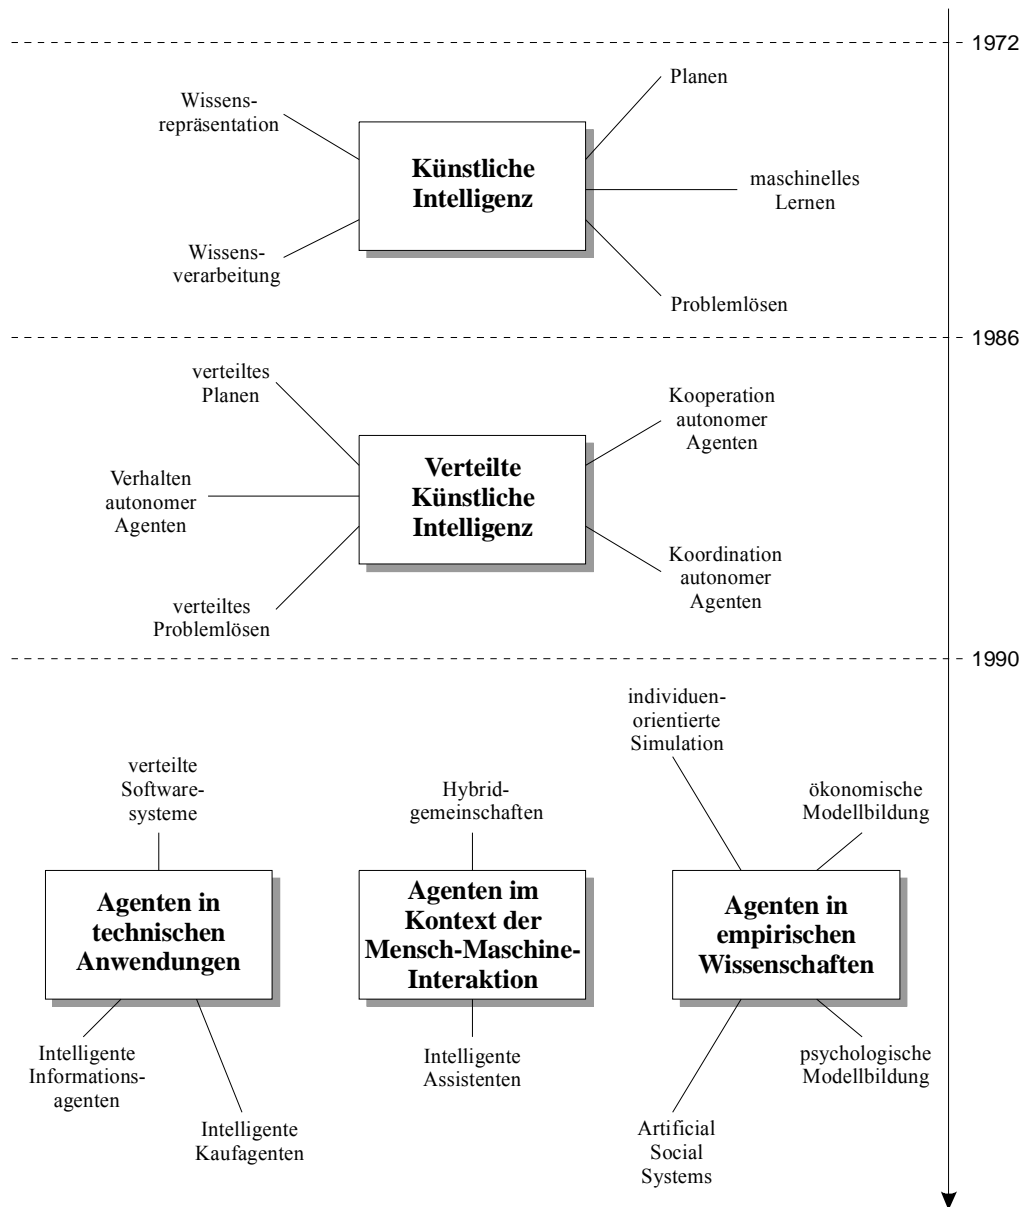 1972
Planen
Wissens-
repräsentation
Künstliche
Intelligenz
maschinelles
Lernen
Wissens-
verarbeitung
Problemlösen
1986
verteiltes
Planen
Kooperation
autonomer
Agenten
Verhalten
autonomer
Agenten
Verteilte
Künstliche
Intelligenz
Koordination
autonomer
Agenten
verteiltes
Problemlösen
1990
individuen-
orientierte
Simulation
verteilte
Software-
systeme
Hybrid-
gemeinschaften
ökonomische
Modellbildung
Agenten in
technischen
Anwendungen
Agenten im
Kontext der
Mensch-Maschine-
Interaktion
Agenten in
empirischen
Wissenschaften
Intelligente
Informations-
agenten
Intelligente
Kaufagenten
Intelligente
Assistenten
psychologische
Modellbildung
Artificial
Social
Systems